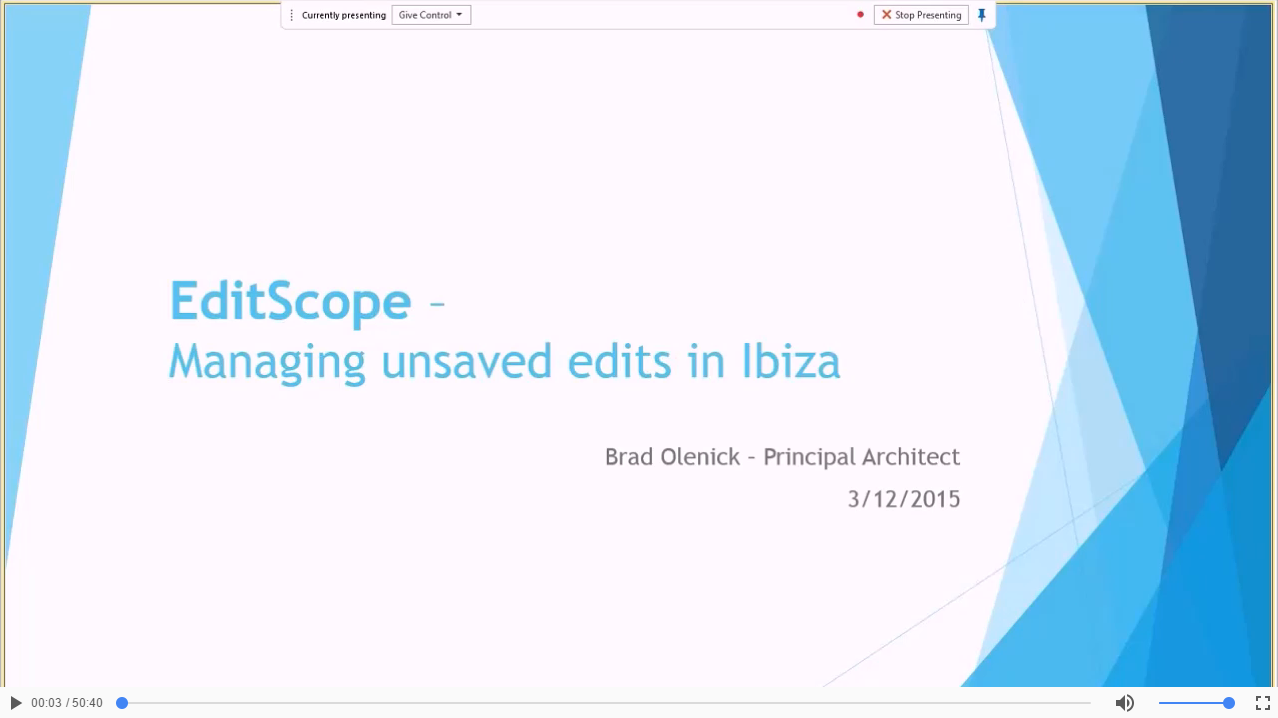 Currently presenting
Give Control
Stop Presenting
EditScope –
Managing unsaved edits in Ibiza
Brad Olenick – Principal Architect
3/12/2015
00:03 / 50:40